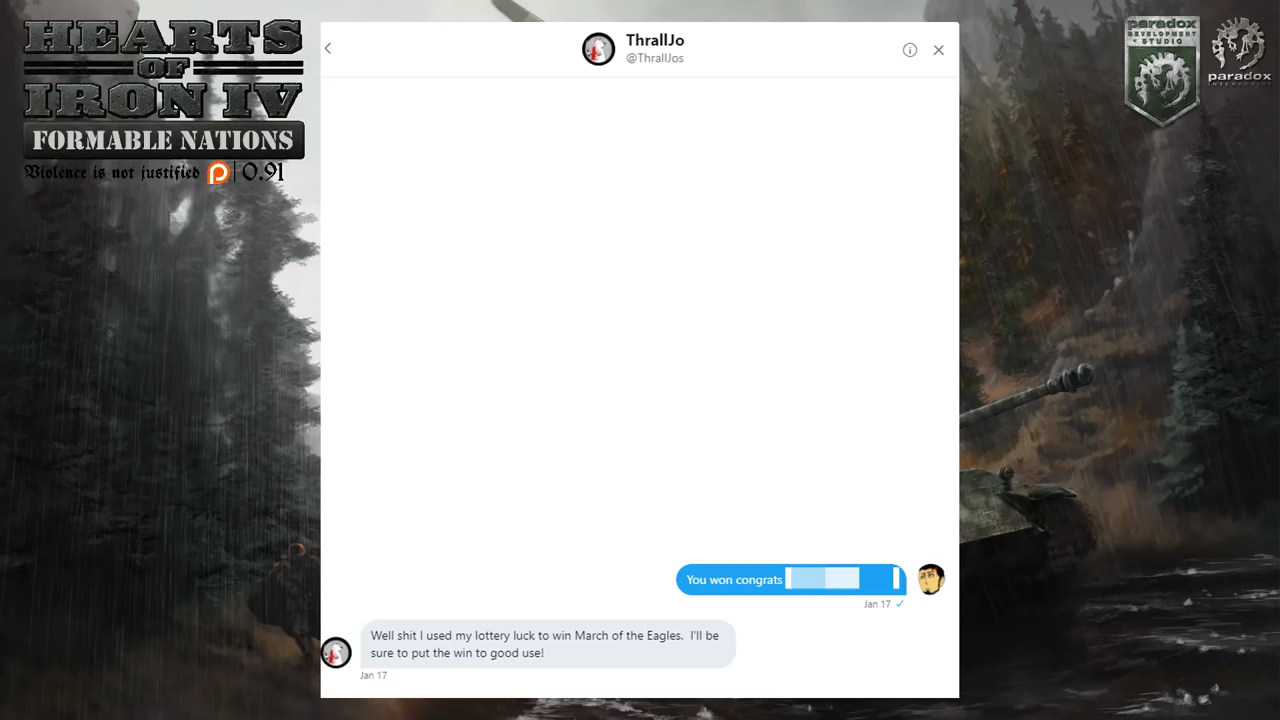 HEARTS
OF
IRON IV
FORMABLE NATIONS
Violence is not justified | 0.91
ThrallJo
@ThrallJos
paradox
DEVELOPMENT
STUDIO
paradox
INTERACTIVE
You won congrats
Jan 17 ✓
Well shit I used my lottery luck to win March of the Eagles. I'll be
sure to put the win to good use!
Jan 17